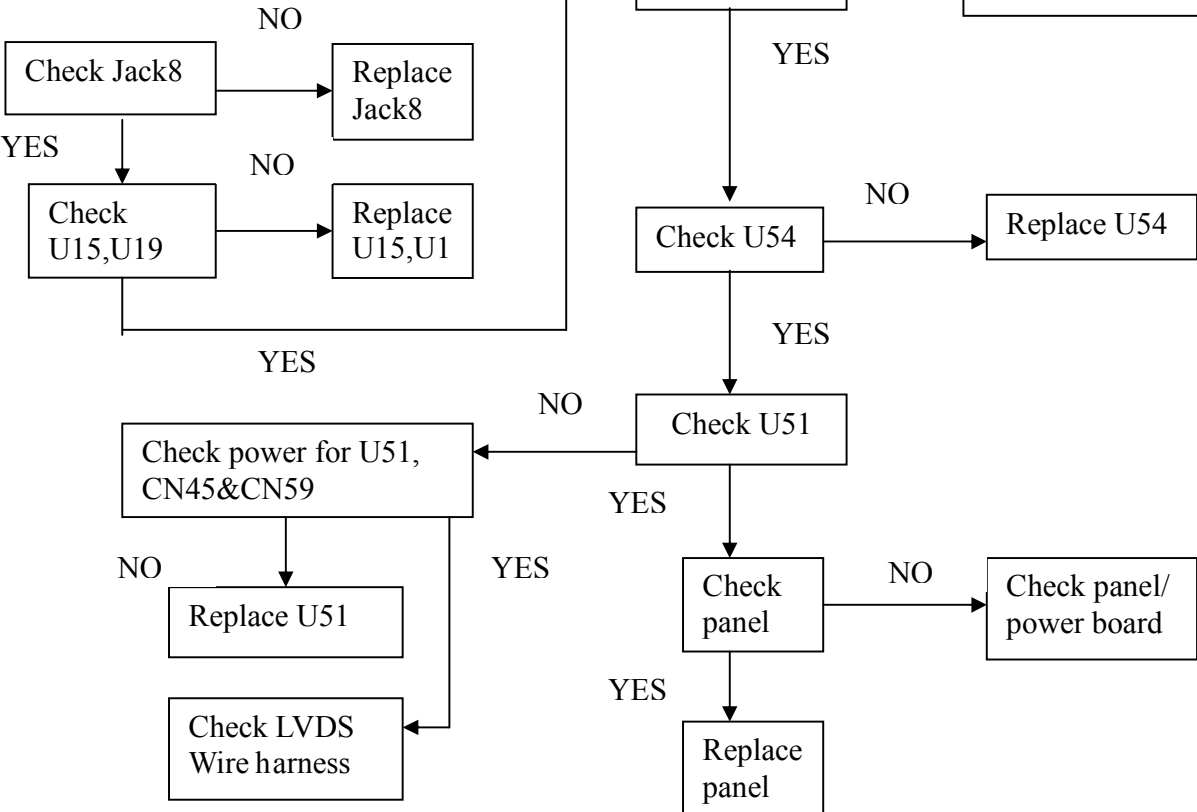 NO
YES
Check Jack8
Replace
Jack8
YES
NO
NO
Check
U15,U19
Replace
U15,U1
Check U54
Replace U54
YES
YES
NO
Check U51
Check power for U51,
CN45&CN59
YES
NO
YES
NO
Check
panel
Check panel/
power board
Replace U51
YES
Check LVDS
Wire harness
Replace
panel